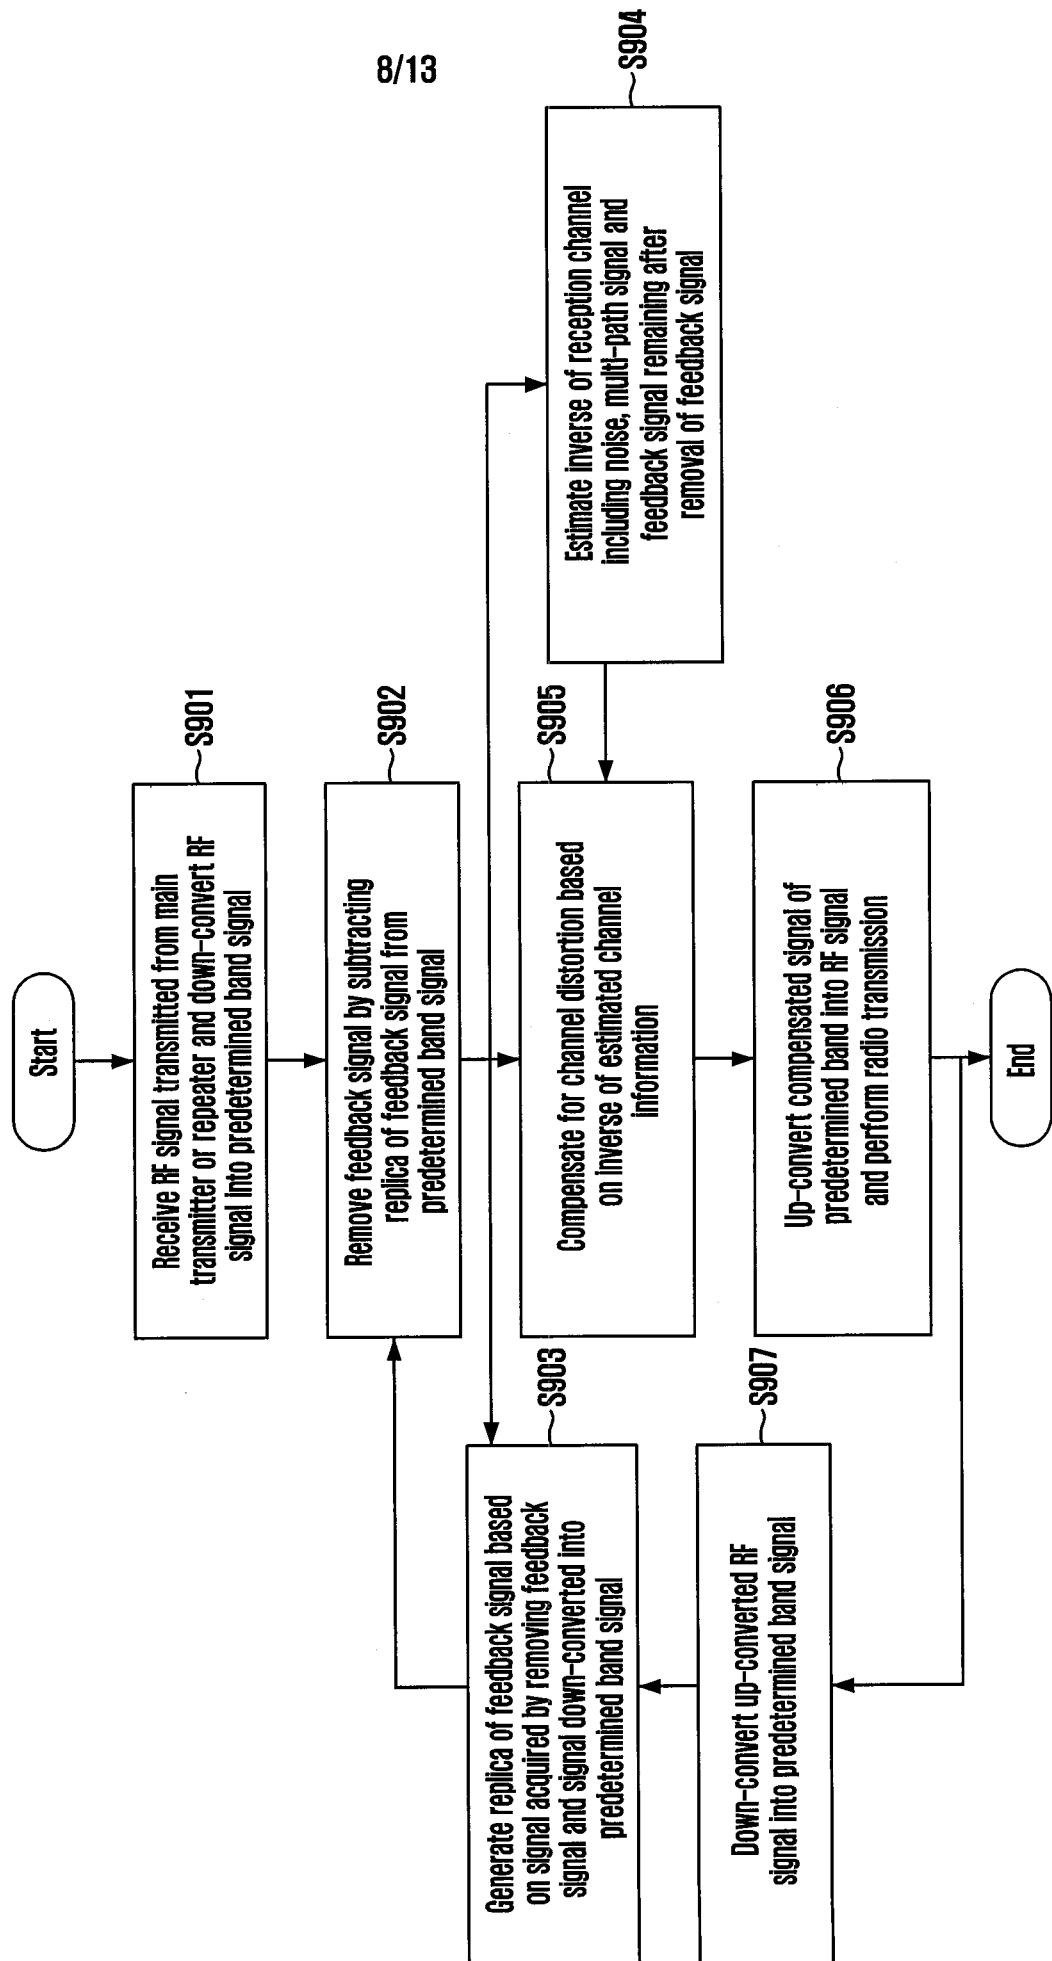 8/13
Start
Receive RF signal transmitted from main
transmitter or repeater and down-convert RF
signal into predetermined band signal
S901
Remove feedback signal by subtracting
replica of feedback signal from
predetermined band signal
S902
Generate replica of feedback signal based
on signal acquired by removing feedback
signal and signal down-converted into
predetermined band signal
S903
Estimate inverse of reception channel
including noise, multi-path signal and
feedback signal remaining after
removal of feedback signal
S904
Compensate for channel distortion based
on inverse of estimated channel
information
S905
Up-convert compensated signal of
predetermined band into RF signal
and perform radio transmission
S906
Down-convert up-converted RF
signal into predetermined band signal
S907
End